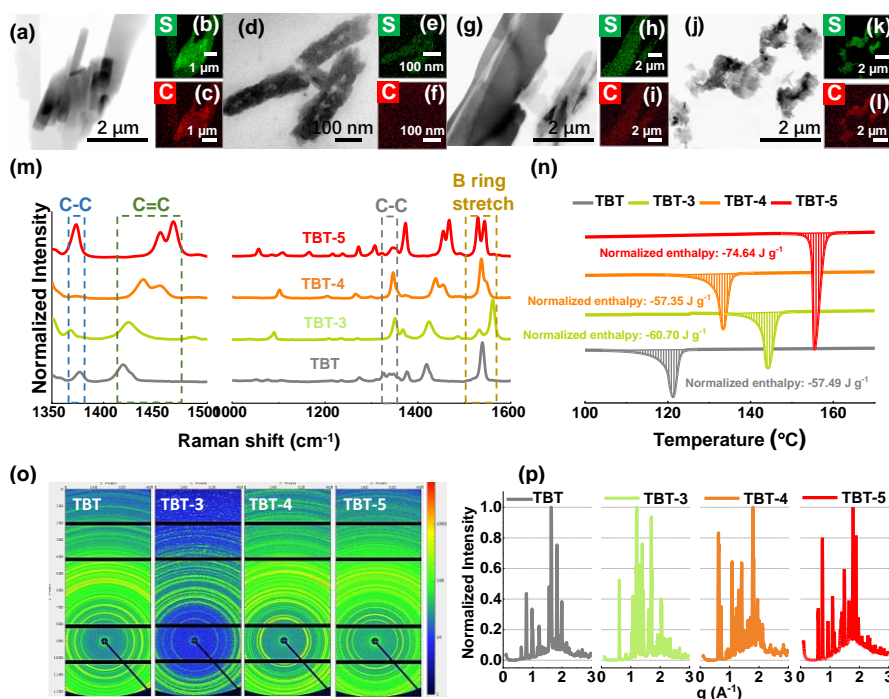 (a) S (b) (d) S (e) (g) S (h) (j) S (k)
1 μm 100 nm 2 μm 2 μm
C (c) C (f) C (i) C (l)
2 μm 1 μm 100 nm 100 nm 2 μm 2 μm 2 μm 2 μm
(m)
C-C C=C C-C B ring
stretch
TBT-5
TBT-4
TBT-3
TBT
Normalized Intensity
1350 1400 1450 1500 1000 1200 1400 1600
Raman shift (cm⁻¹)
(n)
TBT TBT-3 TBT-4 TBT-5
Normalized enthalpy: -74.64 J g⁻¹
Normalized enthalpy: -57.35 J g⁻¹
Normalized enthalpy: -60.70 J g⁻¹
Normalized enthalpy: -57.49 J g⁻¹
100 120 140 160
Temperature (°C)
(o)
TBT TBT-3 TBT-4 TBT-5
(p)
TBT TBT-3 TBT-4 TBT-5
Normalized Intensity
1.0
0.8
0.6
0.4
0.2
0.0
0 1 2 3 0 1 2 3 0 1 2 3 0 1 2 3
q (A⁻¹)